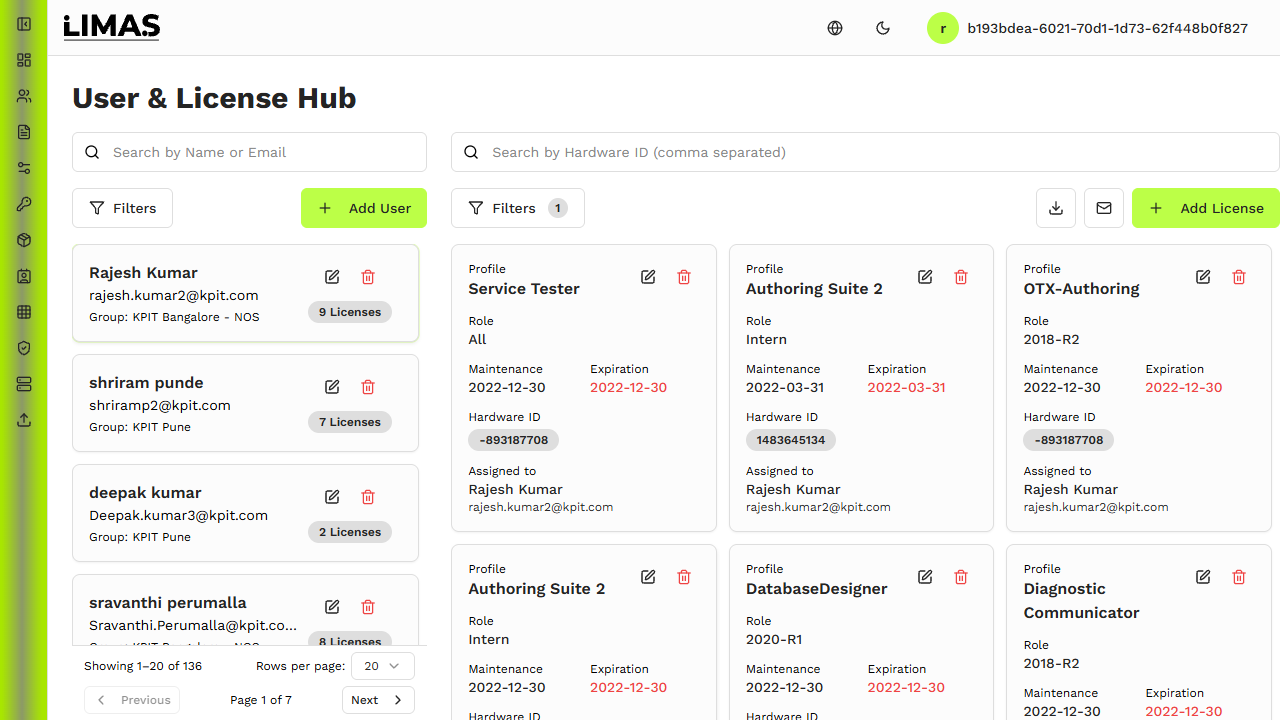 LIMAS
r b193bdea-6021-70d1-1d73-62f448b0f827
User & License Hub
Search by Name or Email
Filters
Add User
Rajesh Kumar
rajesh.kumar2@kpit.com
Group: KPIT Bangalore - NOS
9 Licenses
shriram punde
shriramp2@kpit.com
Group: KPIT Pune
7 Licenses
deepak kumar
Deepak.kumar3@kpit.com
Group: KPIT Pune
2 Licenses
sravanthi perumalla
Sravanthi.Perumalla@kpit.co...
Group: KPIT Bangalore - NOS
8 Licenses
Showing 1–20 of 136
Rows per page: 20
Previous
Page 1 of 7
Next
Search by Hardware ID (comma separated)
Filters 1
Add License
Profile
Service Tester
Role
All
Maintenance Expiration
2022-12-30 2022-12-30
Hardware ID
-893187708
Assigned to
Rajesh Kumar
rajesh.kumar2@kpit.com
Profile
Authoring Suite 2
Role
Intern
Maintenance Expiration
2022-03-31 2022-03-31
Hardware ID
1483645134
Assigned to
Rajesh Kumar
rajesh.kumar2@kpit.com
Profile
OTX-Authoring
Role
2018-R2
Maintenance Expiration
2022-12-30 2022-12-30
Hardware ID
-893187708
Assigned to
Rajesh Kumar
rajesh.kumar2@kpit.com
Profile
Authoring Suite 2
Role
Intern
Maintenance Expiration
2022-12-30 2022-12-30
Hardware ID
Profile
DatabaseDesigner
Role
2020-R1
Maintenance Expiration
2022-12-30 2022-12-30
Hardware ID
Profile
Diagnostic
Communicator
Role
2018-R2
Maintenance Expiration
2022-12-30 2022-12-30